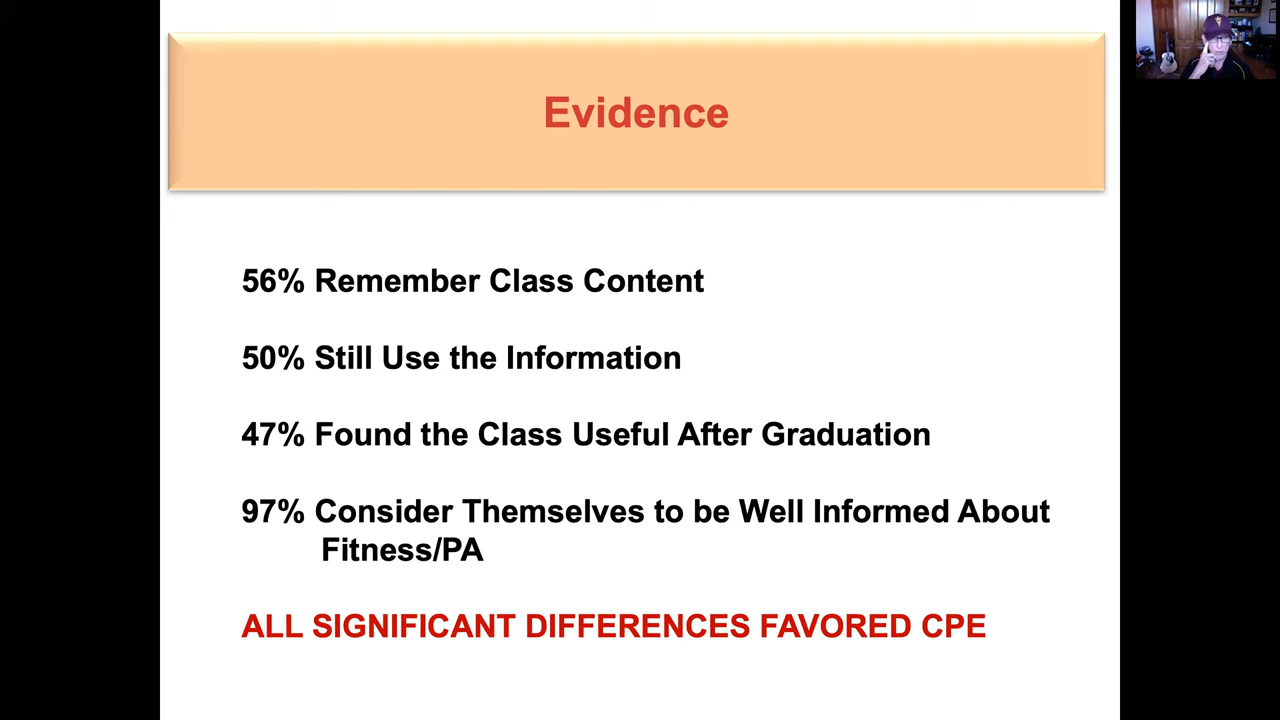 Evidence
56% Remember Class Content
50% Still Use the Information
47% Found the Class Useful After Graduation
97% Consider Themselves to be Well Informed About
Fitness/PA
ALL SIGNIFICANT DIFFERENCES FAVORED CPE